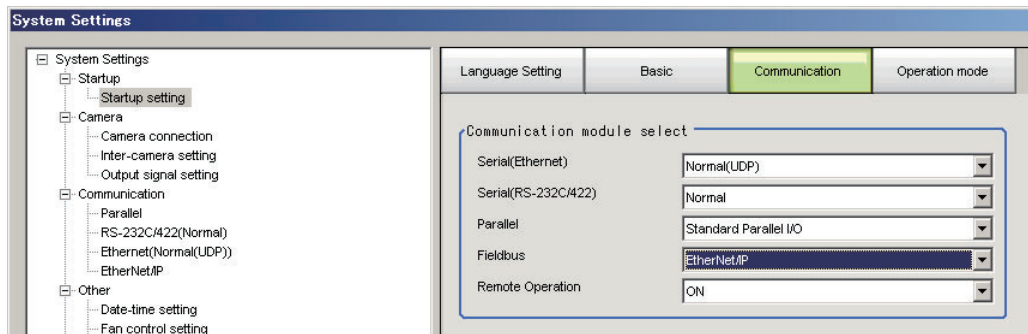 System Settings
System Settings
Startup
Startup setting
Camera
Camera connection
Inter-camera setting
Output signal setting
Communication
Parallel
RS-232C/422(Normal)
Ethernet(Normal(UDP))
EtherNet/IP
Other
Date-time setting
Fan control setting
Language Setting
Basic
Communication
Operation mode
Communication module select
Serial(Ethernet)
Normal(UDP)
Serial(RS-232C/422)
Normal
Parallel
Standard Parallel I/O
Fieldbus
EtherNet/IP
Remote Operation
ON